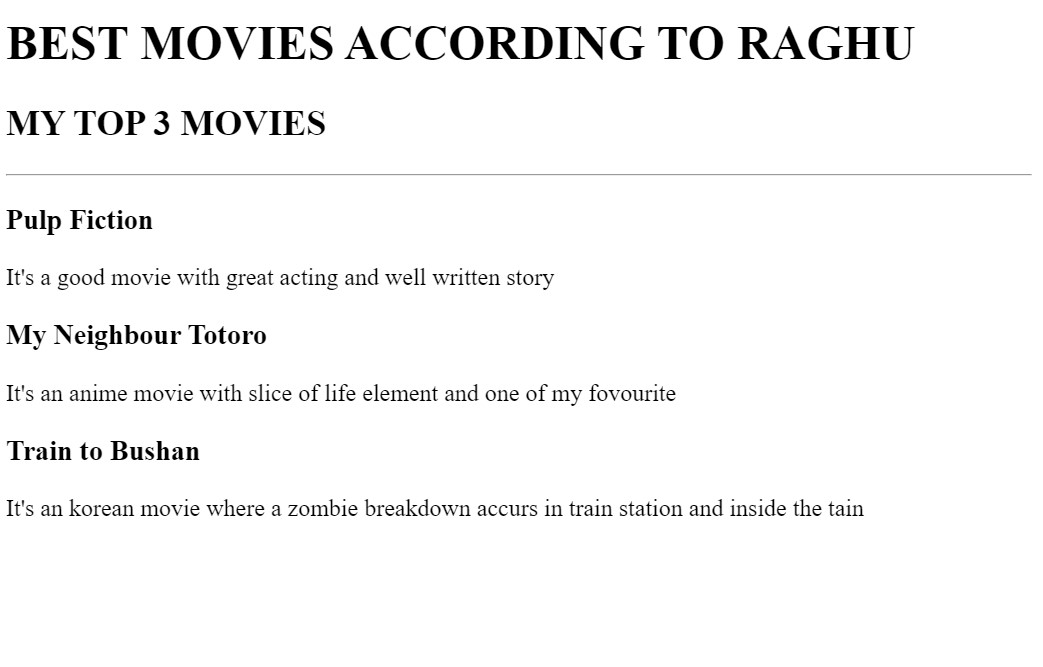 BEST MOVIES ACCORDING TO RAGHU
MY TOP 3 MOVIES
Pulp Fiction
It's a good movie with great acting and well written story
My Neighbour Totoro
It's an anime movie with slice of life element and one of my fovourite
Train to Bushan
It's an korean movie where a zombie breakdown accurs in train station and inside the tain